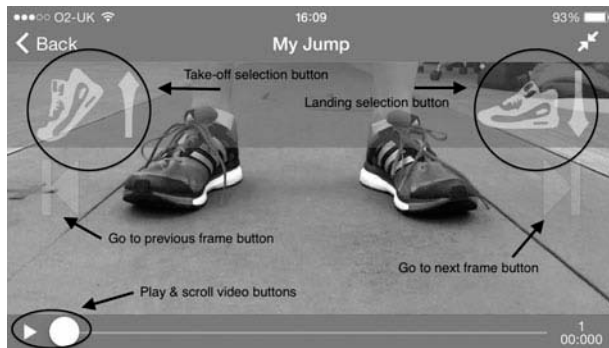 O2-UK 16:09 93%
Back My Jump
Take-off selection button
Landing selection button
Go to previous frame button
Go to next frame button
Play & scroll video buttons
1
00:000